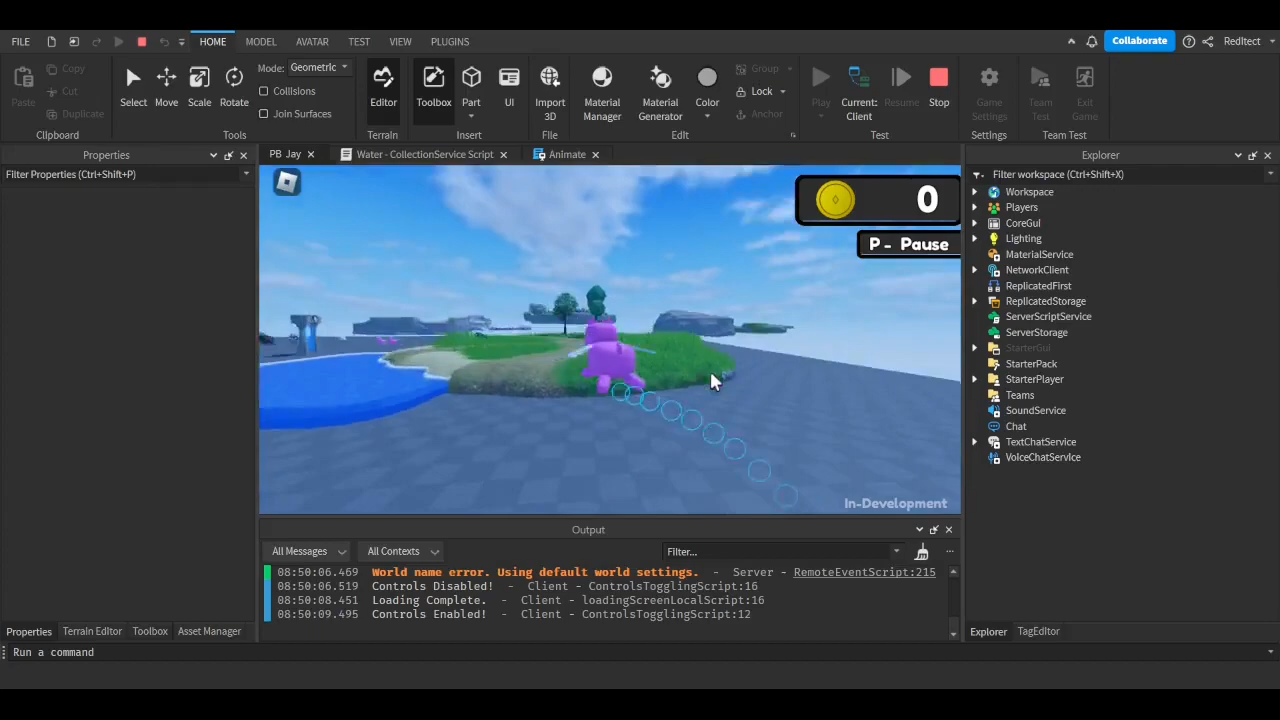 FILE HOME MODEL AVATAR TEST VIEW PLUGINS Collaborate RedItect
Paste Copy Cut Duplicate Select Move Scale Rotate Mode: Geometric Collisions Join Surfaces Editor Toolbox Part UI Import 3D Material Manager Material Generator Color Group Lock Anchor Play Current: Client Resume Stop Game Settings Team Test Exit Game
Clipboard Tools Terrain Insert File Edit Test Settings Team Test
Properties
Filter Properties (Ctrl+Shift+P)
PB Jay Water - CollectionService Script Animate
0
P - Pause
In-Development
Output
All Messages All Contexts Filter...
08:50:06.469 World name error. Using default world settings. - Server - RemoteEventScript:215
08:50:06.519 Controls Disabled! - Client - ControlsTogglingScript:16
08:50:08.451 Loading Complete. - Client - loadingScreenLocalScript:16
08:50:09.495 Controls Enabled! - Client - ControlsTogglingScript:12
Explorer
Filter workspace (Ctrl+Shift+X)
Workspace
Players
CoreGui
Lighting
MaterialService
NetworkClient
ReplicatedFirst
ReplicatedStorage
ServerScriptService
ServerStorage
StarterGui
StarterPack
StarterPlayer
Teams
SoundService
Chat
TextChatService
VoiceChatService
Properties Terrain Editor Toolbox Asset Manager
Explorer TagEditor
Run a command